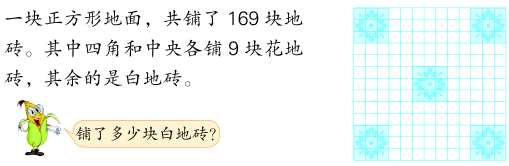 一块正方形地面，共铺了 169 块地
砖。其中四角和中央各铺 9 块花地
砖，其余的是白地砖。
铺了多少块白地砖？